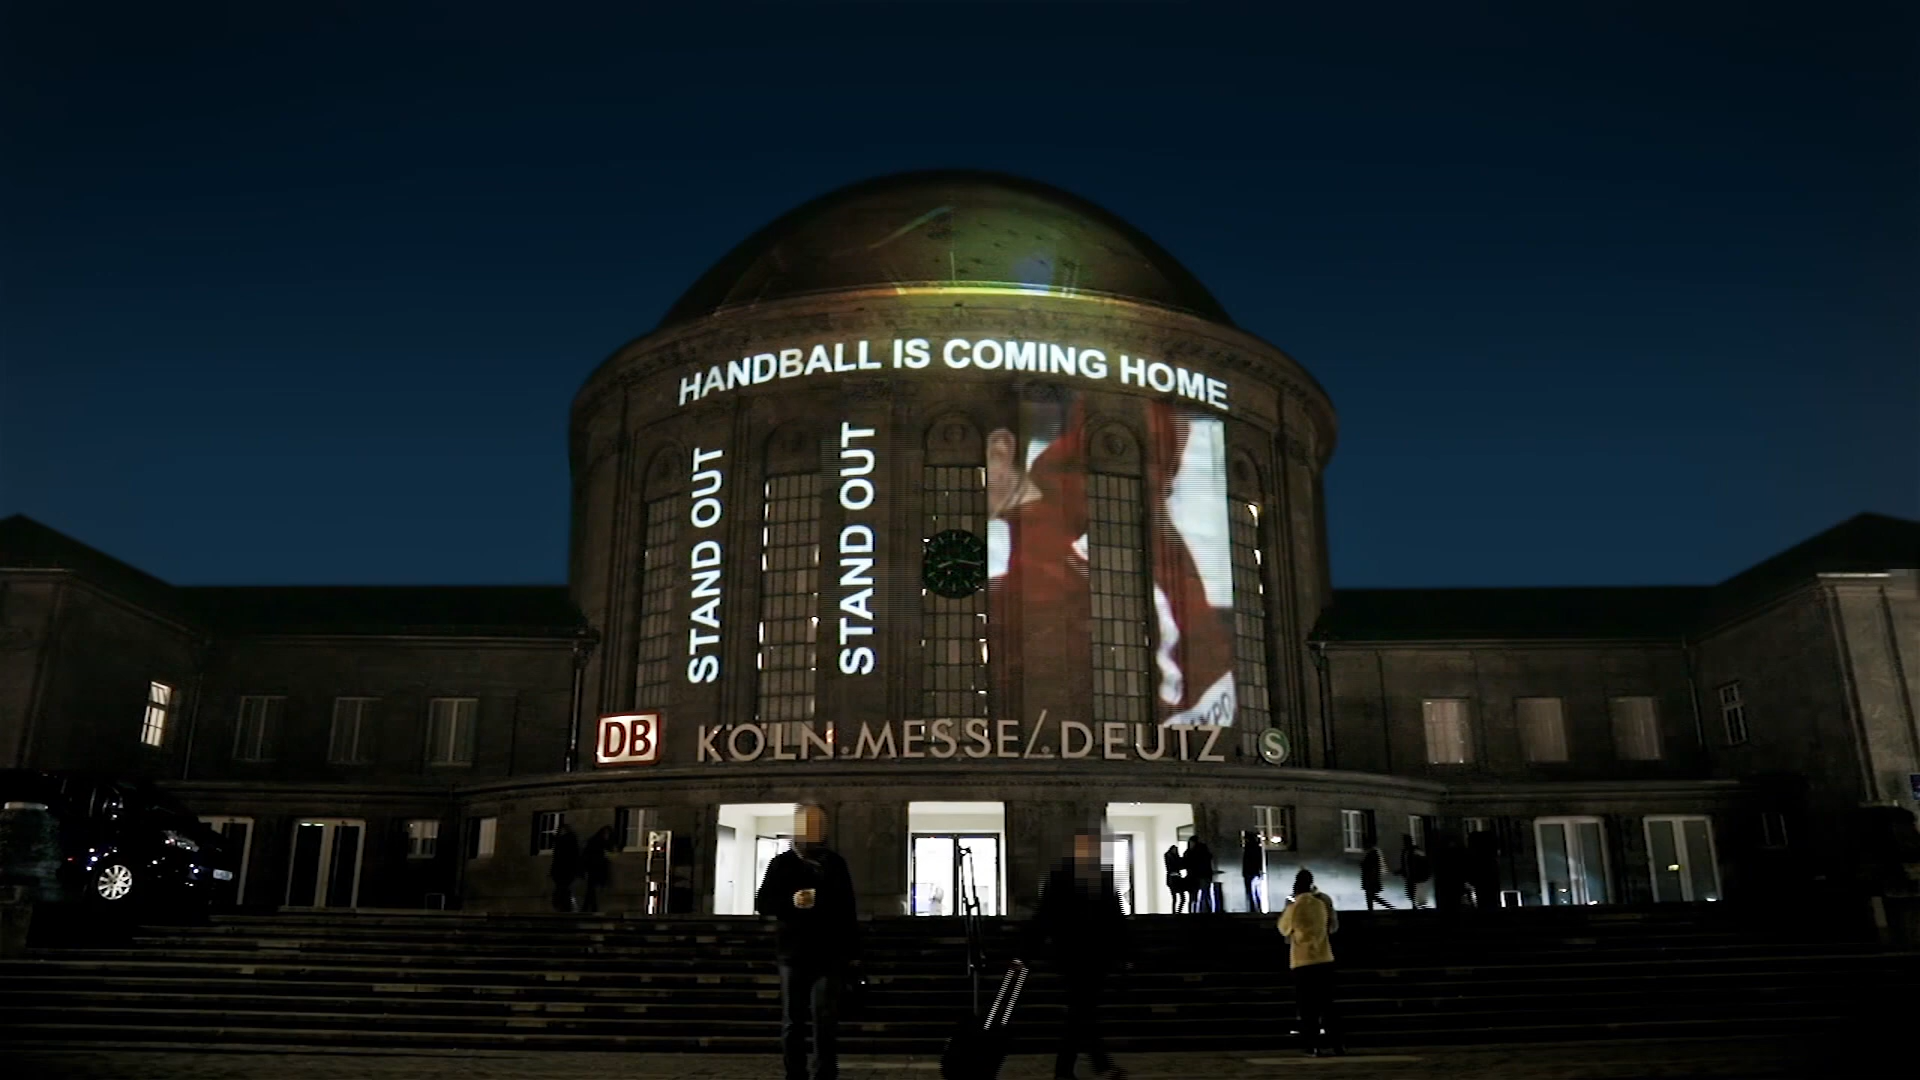 HANDBALL IS COMING HOME
STAND OUT
STAND OUT
DB
KÖLN MESSE/DEUTZ
S